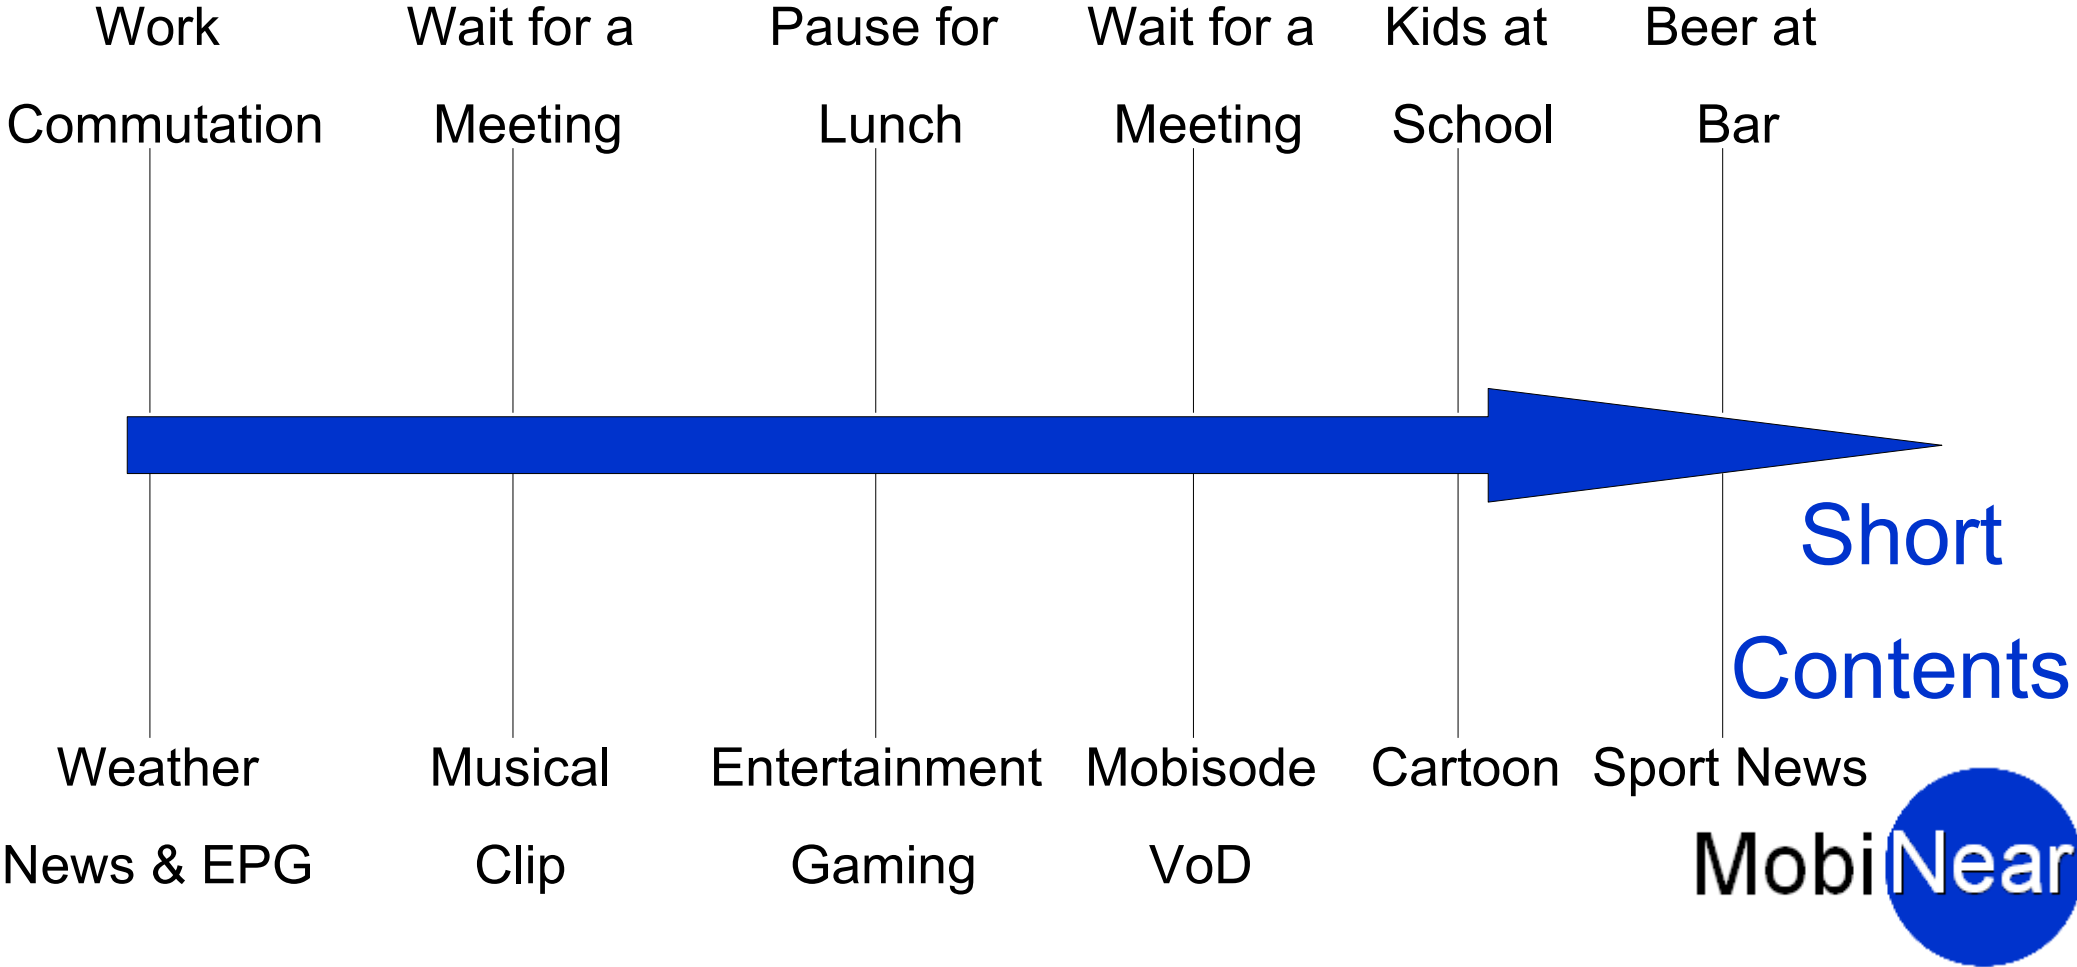 Work
Commutation
Wait for a
Meeting
Pause for
Lunch
Wait for a
Meeting
Kids at
School
Beer at
Bar
Short
Contents
Weather
News & EPG
Musical
Clip
Entertainment
Gaming
Mobisode
VoD
Cartoon
Sport News
MobiNear